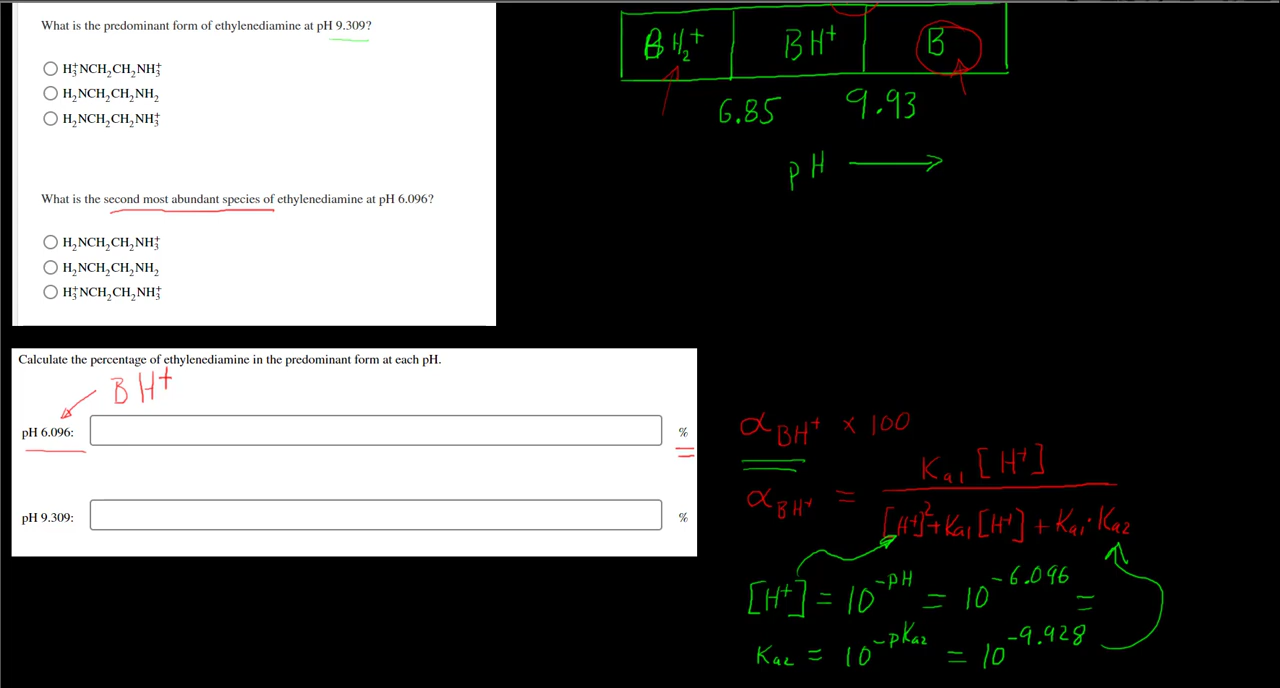 What is the predominant form of ethylenediamine at pH 9.309?
H₃⁺NCH₂CH₂NH₃⁺
H₂NCH₂CH₂NH₂
H₂NCH₂CH₂NH₃⁺
What is the second most abundant species of ethylenediamine at pH 6.096?
H₂NCH₂CH₂NH₃⁺
H₂NCH₂CH₂NH₂
H₃⁺NCH₂CH₂NH₃⁺
Calculate the percentage of ethylenediamine in the predominant form at each pH.
BH⁺
pH 6.096: %
pH 9.309: %
BH₂⁺ BH⁺ B
6.85 9.93
pH →
α BH⁺ × 100
α BH⁺ = Ka1 [H⁺] / [H⁺]² + Ka1 [H⁺] + Ka1 · Ka2
[H⁺] = 10^-pH = 10^-6.096 =
Ka2 = 10^-pKa2 = 10^-9.928